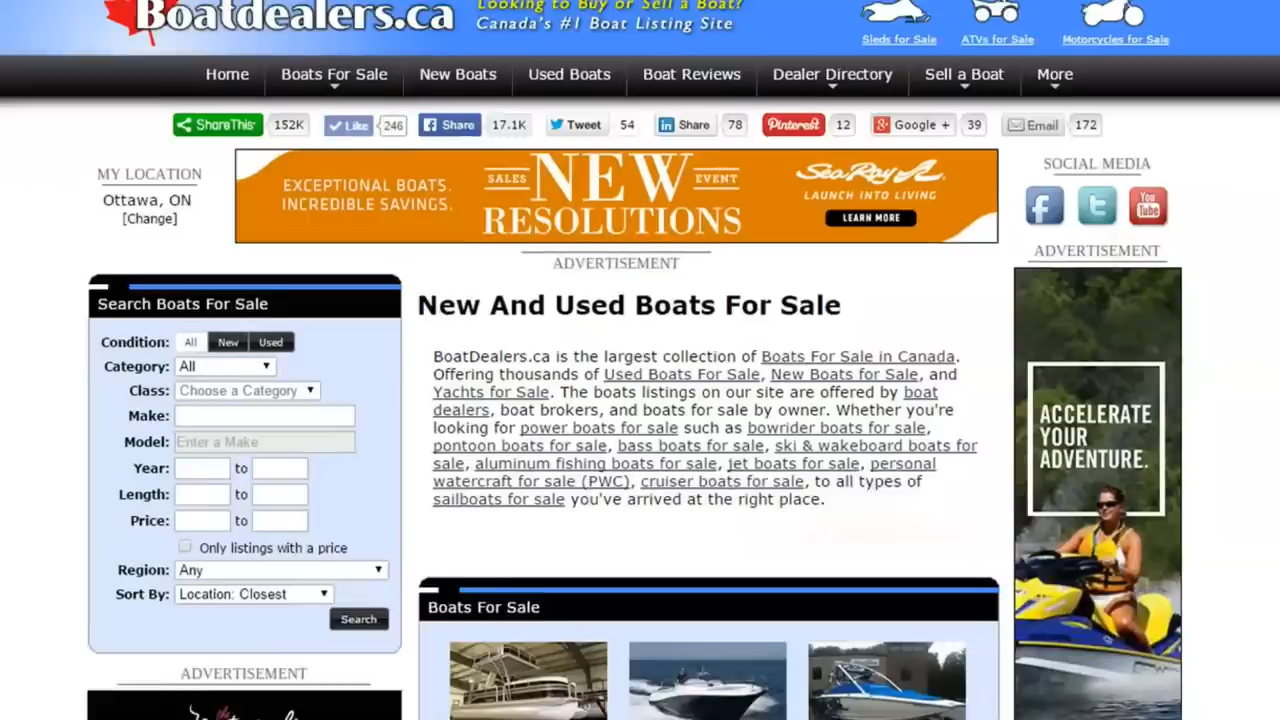 Boatdealers.ca
Looking to Buy or Sell a Boat?
Canada's #1 Boat Listing Site
Sleds for Sale
ATVs for Sale
Motorcycles for Sale
Home
Boats For Sale
New Boats
Used Boats
Boat Reviews
Dealer Directory
Sell a Boat
More
ShareThis 152K
Like 246
Share 17.1K
Tweet 54
in Share 78
Pinterest 12
g+ Google + 39
Email 172
MY LOCATION
Ottawa, ON
[Change]
EXCEPTIONAL BOATS.
INCREDIBLE SAVINGS.
SALES NEW EVENT
RESOLUTIONS
Sea Ray
LAUNCH INTO LIVING
LEARN MORE
ADVERTISEMENT
SOCIAL MEDIA
f t You Tube
ADVERTISEMENT
Search Boats For Sale
Condition: All New Used
Category: All
Class: Choose a Category
Make:
Model: Enter a Make
Year: to
Length: to
Price: to
Only listings with a price
Region: Any
Sort By: Location: Closest
Search
ADVERTISEMENT
New And Used Boats For Sale
BoatDealers.ca is the largest collection of Boats For Sale in Canada.
Offering thousands of Used Boats For Sale, New Boats for Sale, and
Yachts for Sale. The boats listings on our site are offered by boat
dealers, boat brokers, and boats for sale by owner. Whether you're
looking for power boats for sale such as bowrider boats for sale,
pontoon boats for sale, bass boats for sale, ski & wakeboard boats for
sale, aluminum fishing boats for sale, jet boats for sale, personal
watercraft for sale (PWC), cruiser boats for sale, to all types of
sailboats for sale you've arrived at the right place.
Boats For Sale
ACCELERATE
YOUR
ADVENTURE.